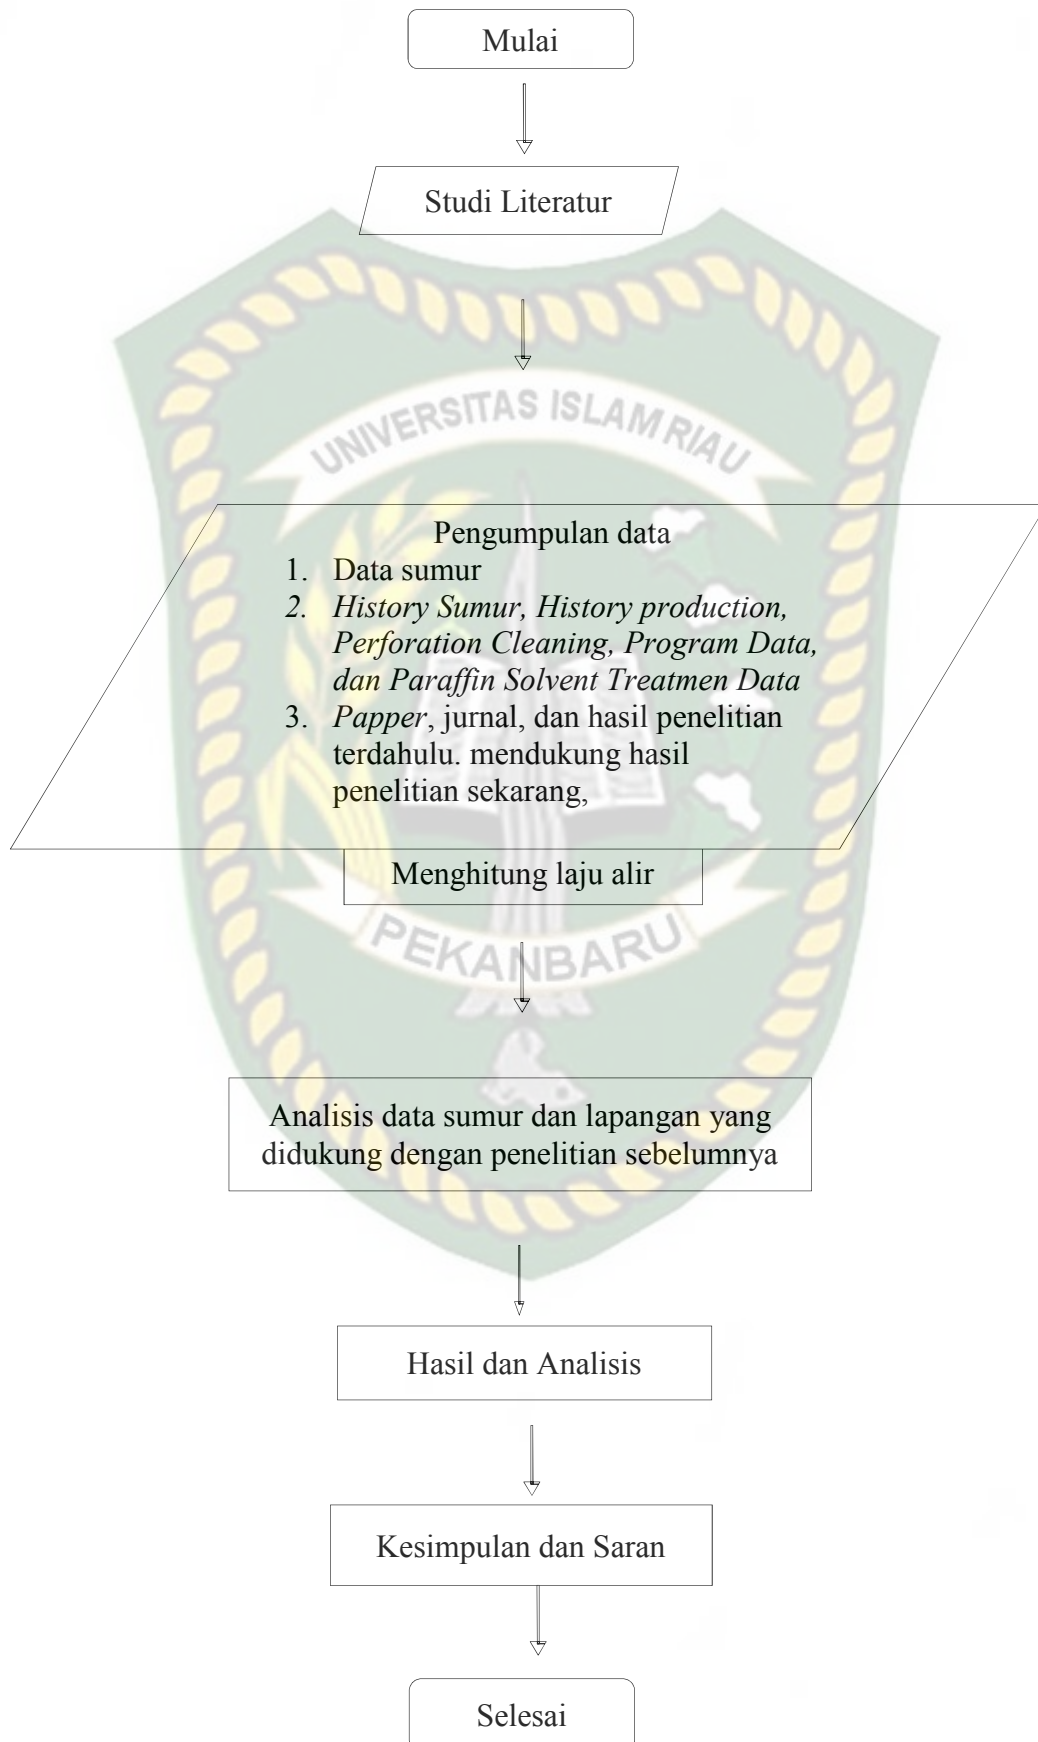 Mulai
Studi Literatur
UNIVERSITAS ISLAM RIAU
Pengumpulan data
1. Data sumur
2. History Sumur, History production,
Perforation Cleaning, Program Data,
dan Paraffin Solvent Treatmen Data
3. Papper, jurnal, dan hasil penelitian
terdahulu. mendukung hasil
penelitian sekarang,
Menghitung laju alir
PEKANBARU
Analisis data sumur dan lapangan yang
didukung dengan penelitian sebelumnya
Hasil dan Analisis
Kesimpulan dan Saran
Selesai